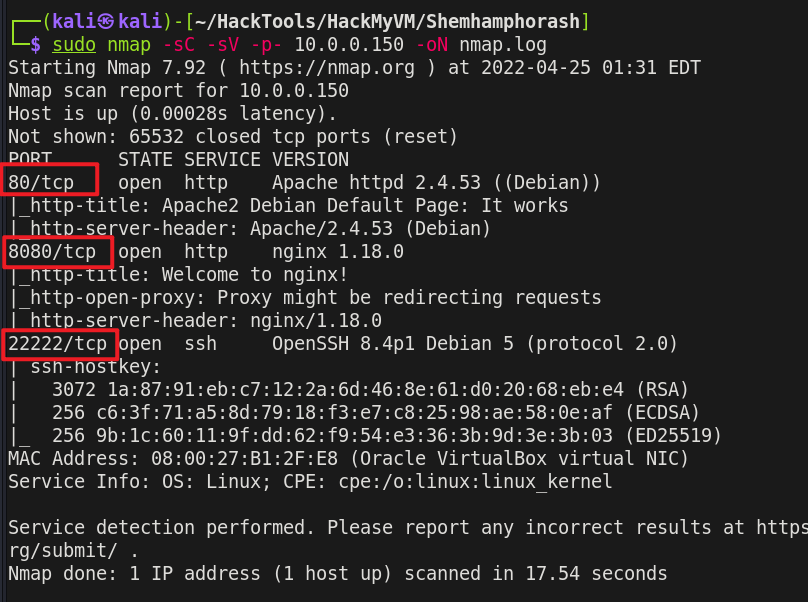 ┌──(kali㉿kali)-[~/HackTools/HackMyVM/Shemhamphorash]
└─$ sudo nmap -sC -sV -p- 10.0.0.150 -oN nmap.log
Starting Nmap 7.92 ( https://nmap.org ) at 2022-04-25 01:31 EDT
Nmap scan report for 10.0.0.150
Host is up (0.00028s latency).
Not shown: 65532 closed tcp ports (reset)
PORT      STATE SERVICE VERSION
80/tcp    open  http    Apache httpd 2.4.53 ((Debian))
|_http-title: Apache2 Debian Default Page: It works
|_http-server-header: Apache/2.4.53 (Debian)
8080/tcp  open  http    nginx 1.18.0
|_http-title: Welcome to nginx!
|_http-open-proxy: Proxy might be redirecting requests
|_http-server-header: nginx/1.18.0
22222/tcp open  ssh     OpenSSH 8.4p1 Debian 5 (protocol 2.0)
| ssh-hostkey:
|   3072 1a:87:91:eb:c7:12:2a:6d:46:8e:61:d0:20:68:eb:e4 (RSA)
|   256 c6:3f:71:a5:8d:79:18:f3:e7:c8:25:98:ae:58:0e:af (ECDSA)
|_  256 9b:1c:60:11:9f:dd:62:f9:54:e3:36:3b:9d:3e:3b:03 (ED25519)
MAC Address: 08:00:27:B1:2F:E8 (Oracle VirtualBox virtual NIC)
Service Info: OS: Linux; CPE: cpe:/o:linux:linux_kernel
Service detection performed. Please report any incorrect results at https
rg/submit/ .
Nmap done: 1 IP address (1 host up) scanned in 17.54 seconds